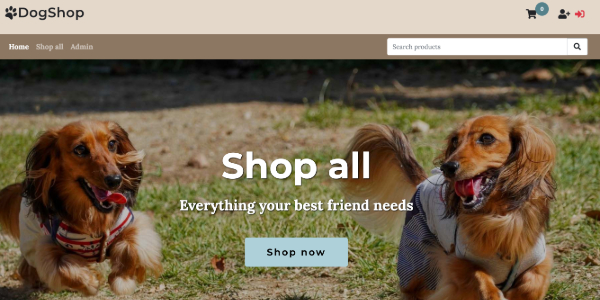 DogShop
0
Home Shop all Admin
Search products
Shop all
Everything your best friend needs
Shop now